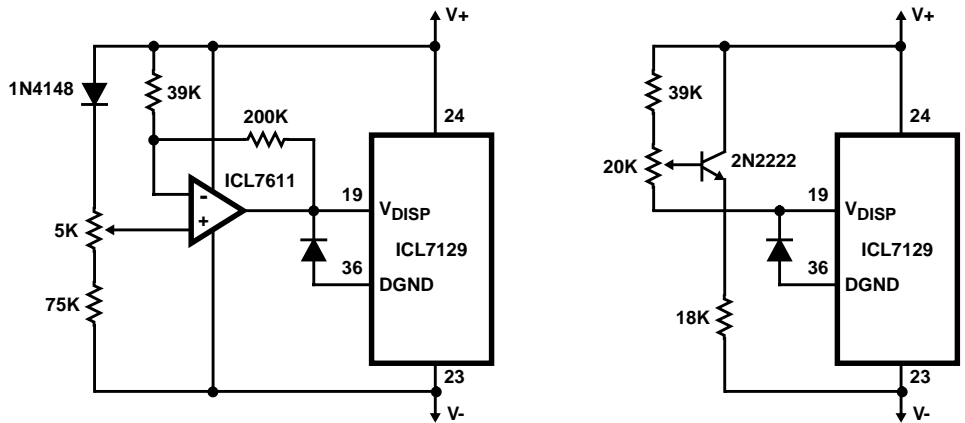 V+
1N4148
39K
200K
24
ICL7611
-
+
5K
19
VDISP
ICL7129
36
DGND
75K
23
V-
V+
39K
24
20K
2N2222
19
VDISP
ICL7129
36
DGND
18K
23
V-